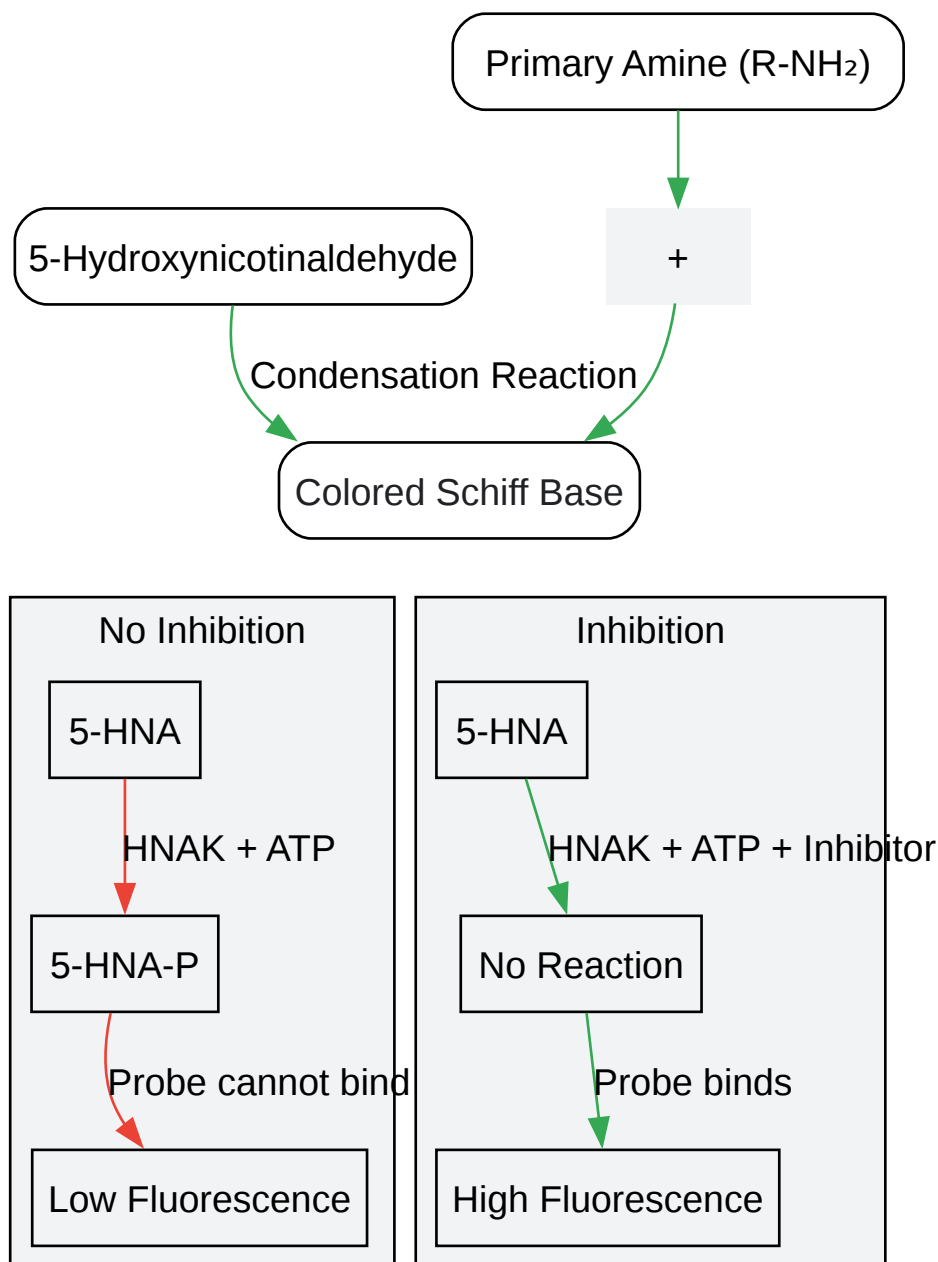 Primary Amine (R-NH₂)
5-Hydroxynicotinaldehyde
+
Condensation Reaction
Colored Schiff Base
No Inhibition
5-HNA
HNAK + ATP
5-HNA-P
Probe cannot bind
Low Fluorescence
Inhibition
5-HNA
HNAK + ATP + Inhibitor
No Reaction
Probe binds
High Fluorescence